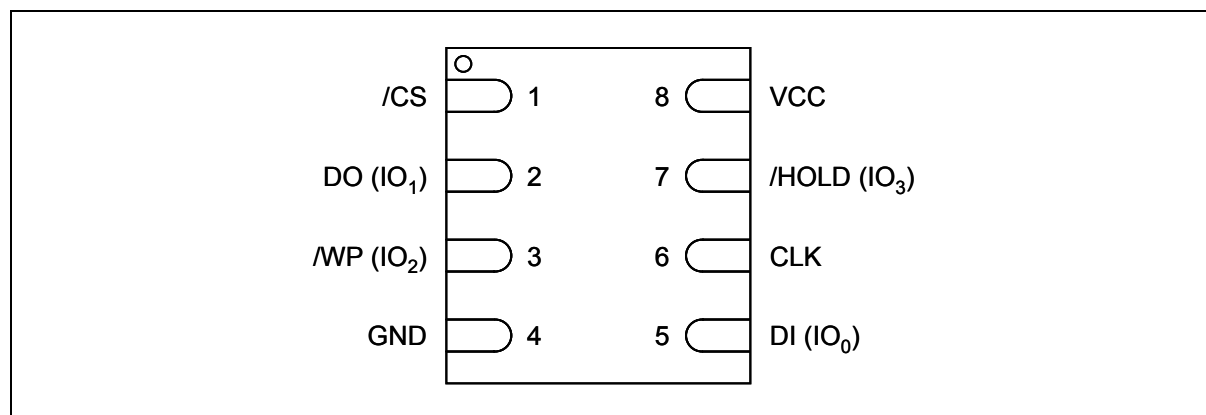 /CS 1 8 VCC
DO (IO₁) 2 7 /HOLD (IO₃)
/WP (IO₂) 3 6 CLK
GND 4 5 DI (IO₀)